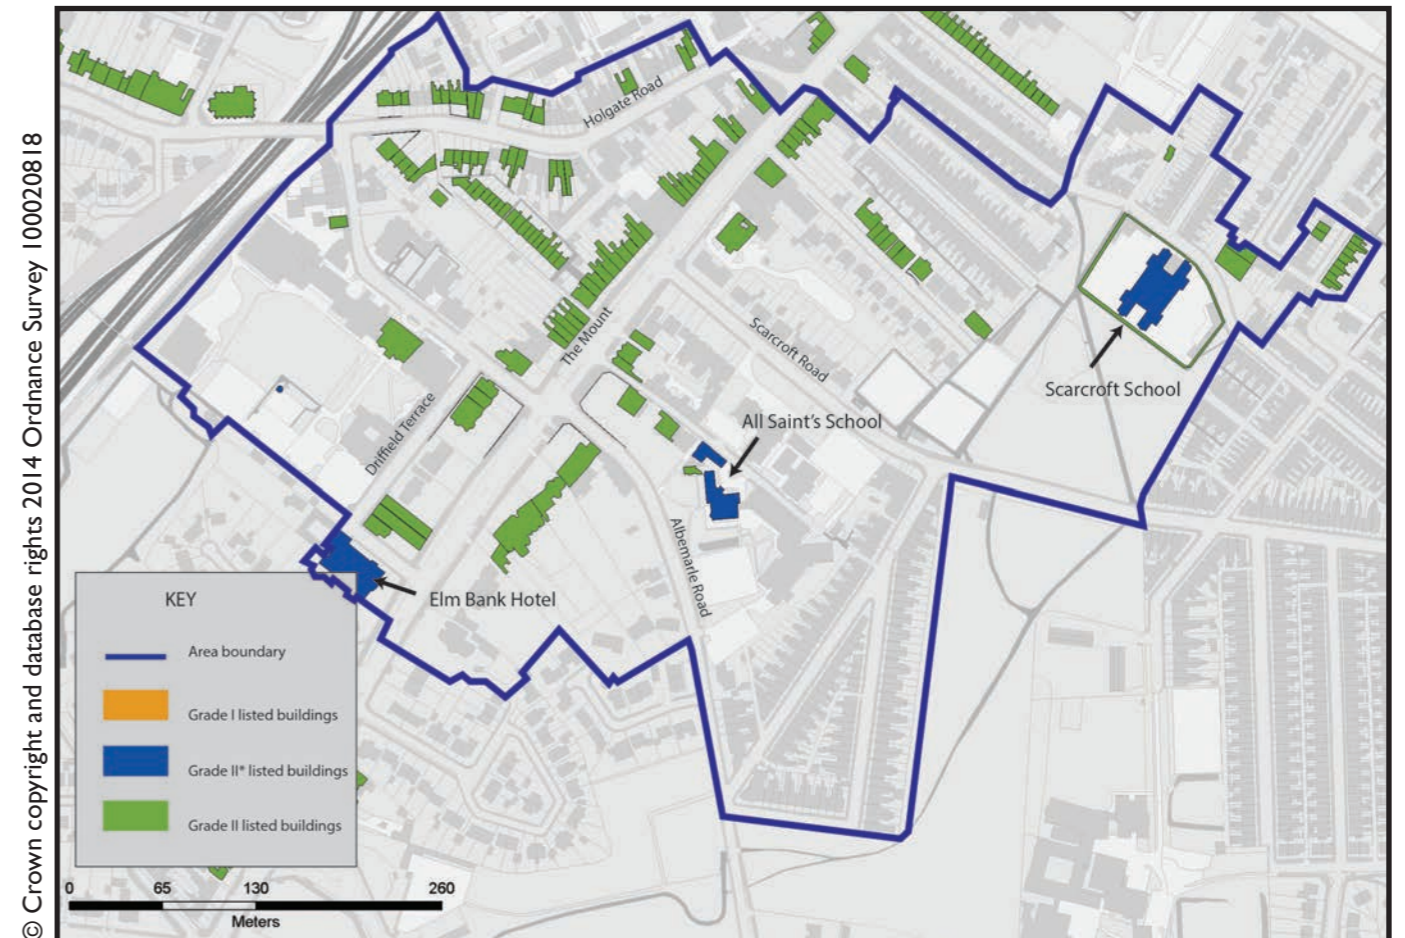 © Crown copyright and database rights 2014 Ordnance Survey 100020818
Holgate Road
The Mount
Scarcroft Road
Scarcroft School
Driffield Terrace
All Saint's School
Albemarle Road
Elm Bank Hotel
KEY
Area boundary
Grade I listed buildings
Grade II* listed buildings
Grade II listed buildings
0 65 130 260
Meters